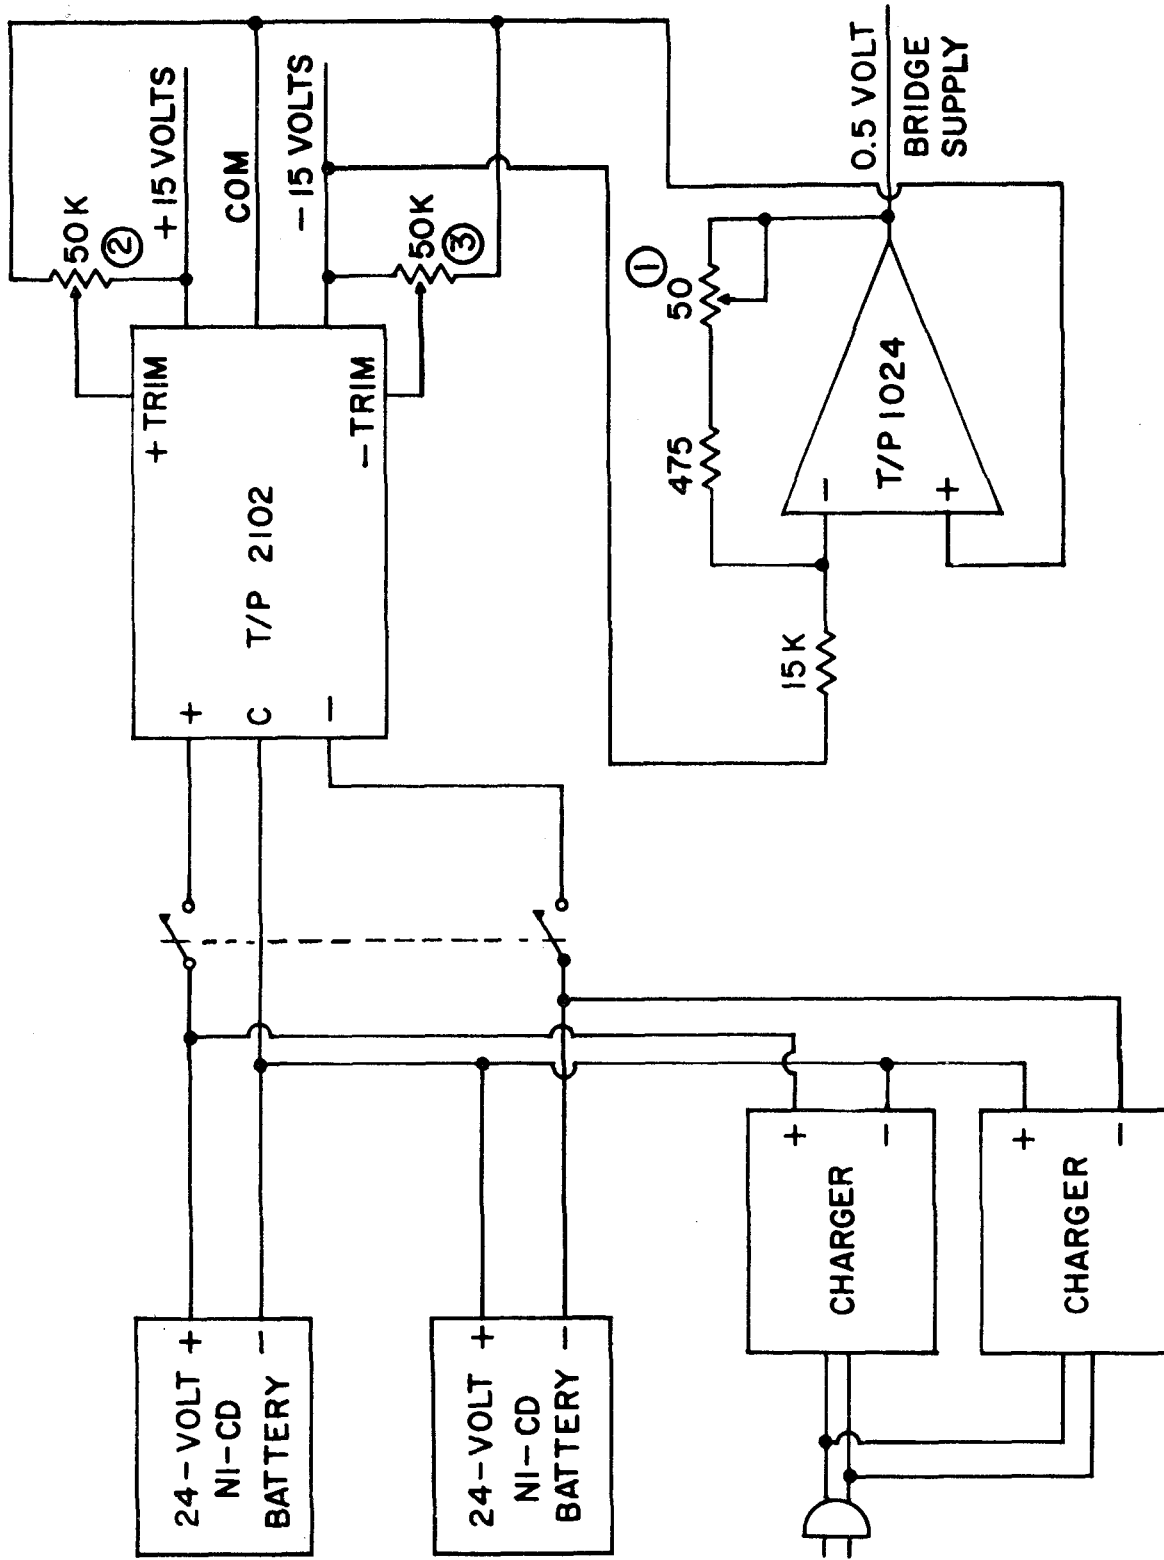 24-VOLT +
NI-CD
BATTERY -
24-VOLT +
NI-CD
BATTERY -
+
C
-
T/P 2102
+ TRIM
- TRIM
50K
②
+15 VOLTS
COM
-15 VOLTS
50K
③
CHARGER
+
-
CHARGER
+
-
15K
475
50
①
-
T/P 1024
+
0.5 VOLT
BRIDGE
SUPPLY